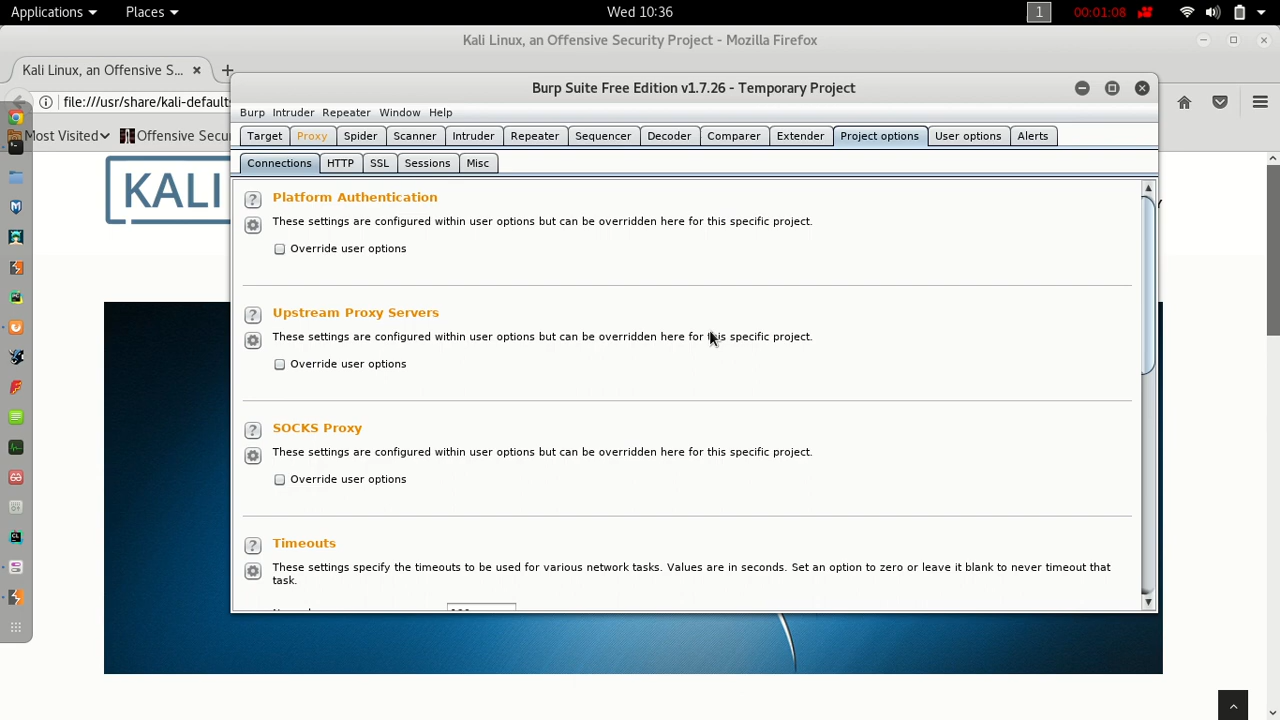 Applications Places Wed 10:36 1 00:01:08
Kali Linux, an Offensive Security Project - Mozilla Firefox
Kali Linux, an Offensive S... × +
file:///usr/share/kali-default
Most Visited Offensive Secu
KALI
Burp Suite Free Edition v1.7.26 - Temporary Project
Burp Intruder Repeater Window Help
Target Proxy Spider Scanner Intruder Repeater Sequencer Decoder Comparer Extender Project options User options Alerts
Connections HTTP SSL Sessions Misc
? Platform Authentication
These settings are configured within user options but can be overridden here for this specific project.
Override user options
? Upstream Proxy Servers
These settings are configured within user options but can be overridden here for this specific project.
Override user options
? SOCKS Proxy
These settings are configured within user options but can be overridden here for this specific project.
Override user options
? Timeouts
These settings specify the timeouts to be used for various network tasks. Values are in seconds. Set an option to zero or leave it blank to never timeout that
task.